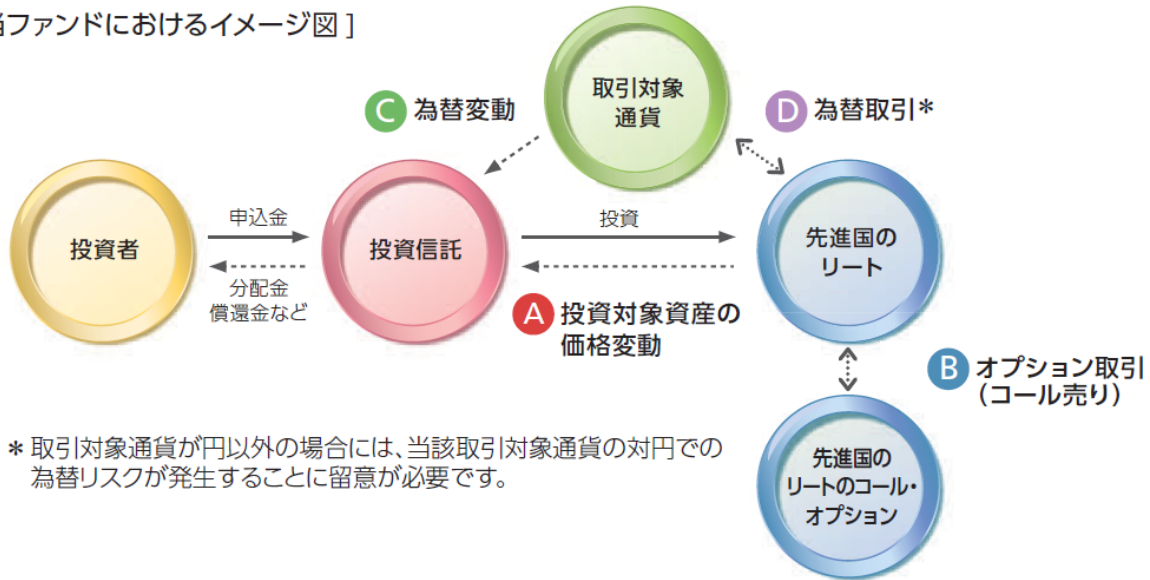 ファンドにおけるイメージ図 ]
取引対象
通貨
C 為替変動
D 為替取引*
投資者
申込金
分配金
償還金など
投資信託
投資
A 投資対象資産の
価格変動
先進国の
リート
B オプション取引
(コール売り)
先進国の
リートのコール・
オプション
* 取引対象通貨が円以外の場合には、当該取引対象通貨の対円での
為替リスクが発生することに留意が必要です。